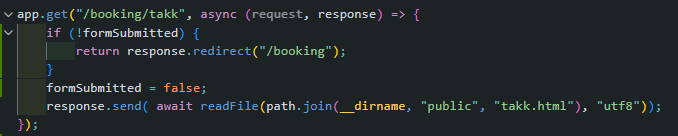 app.get("/booking/takk", async (request, response) => {
    if (!formSubmitted) {
        return response.redirect("/booking");
    }
    formSubmitted = false;
    response.send( await readFile(path.join(__dirname, "public", "takk.html"), "utf8"));
});